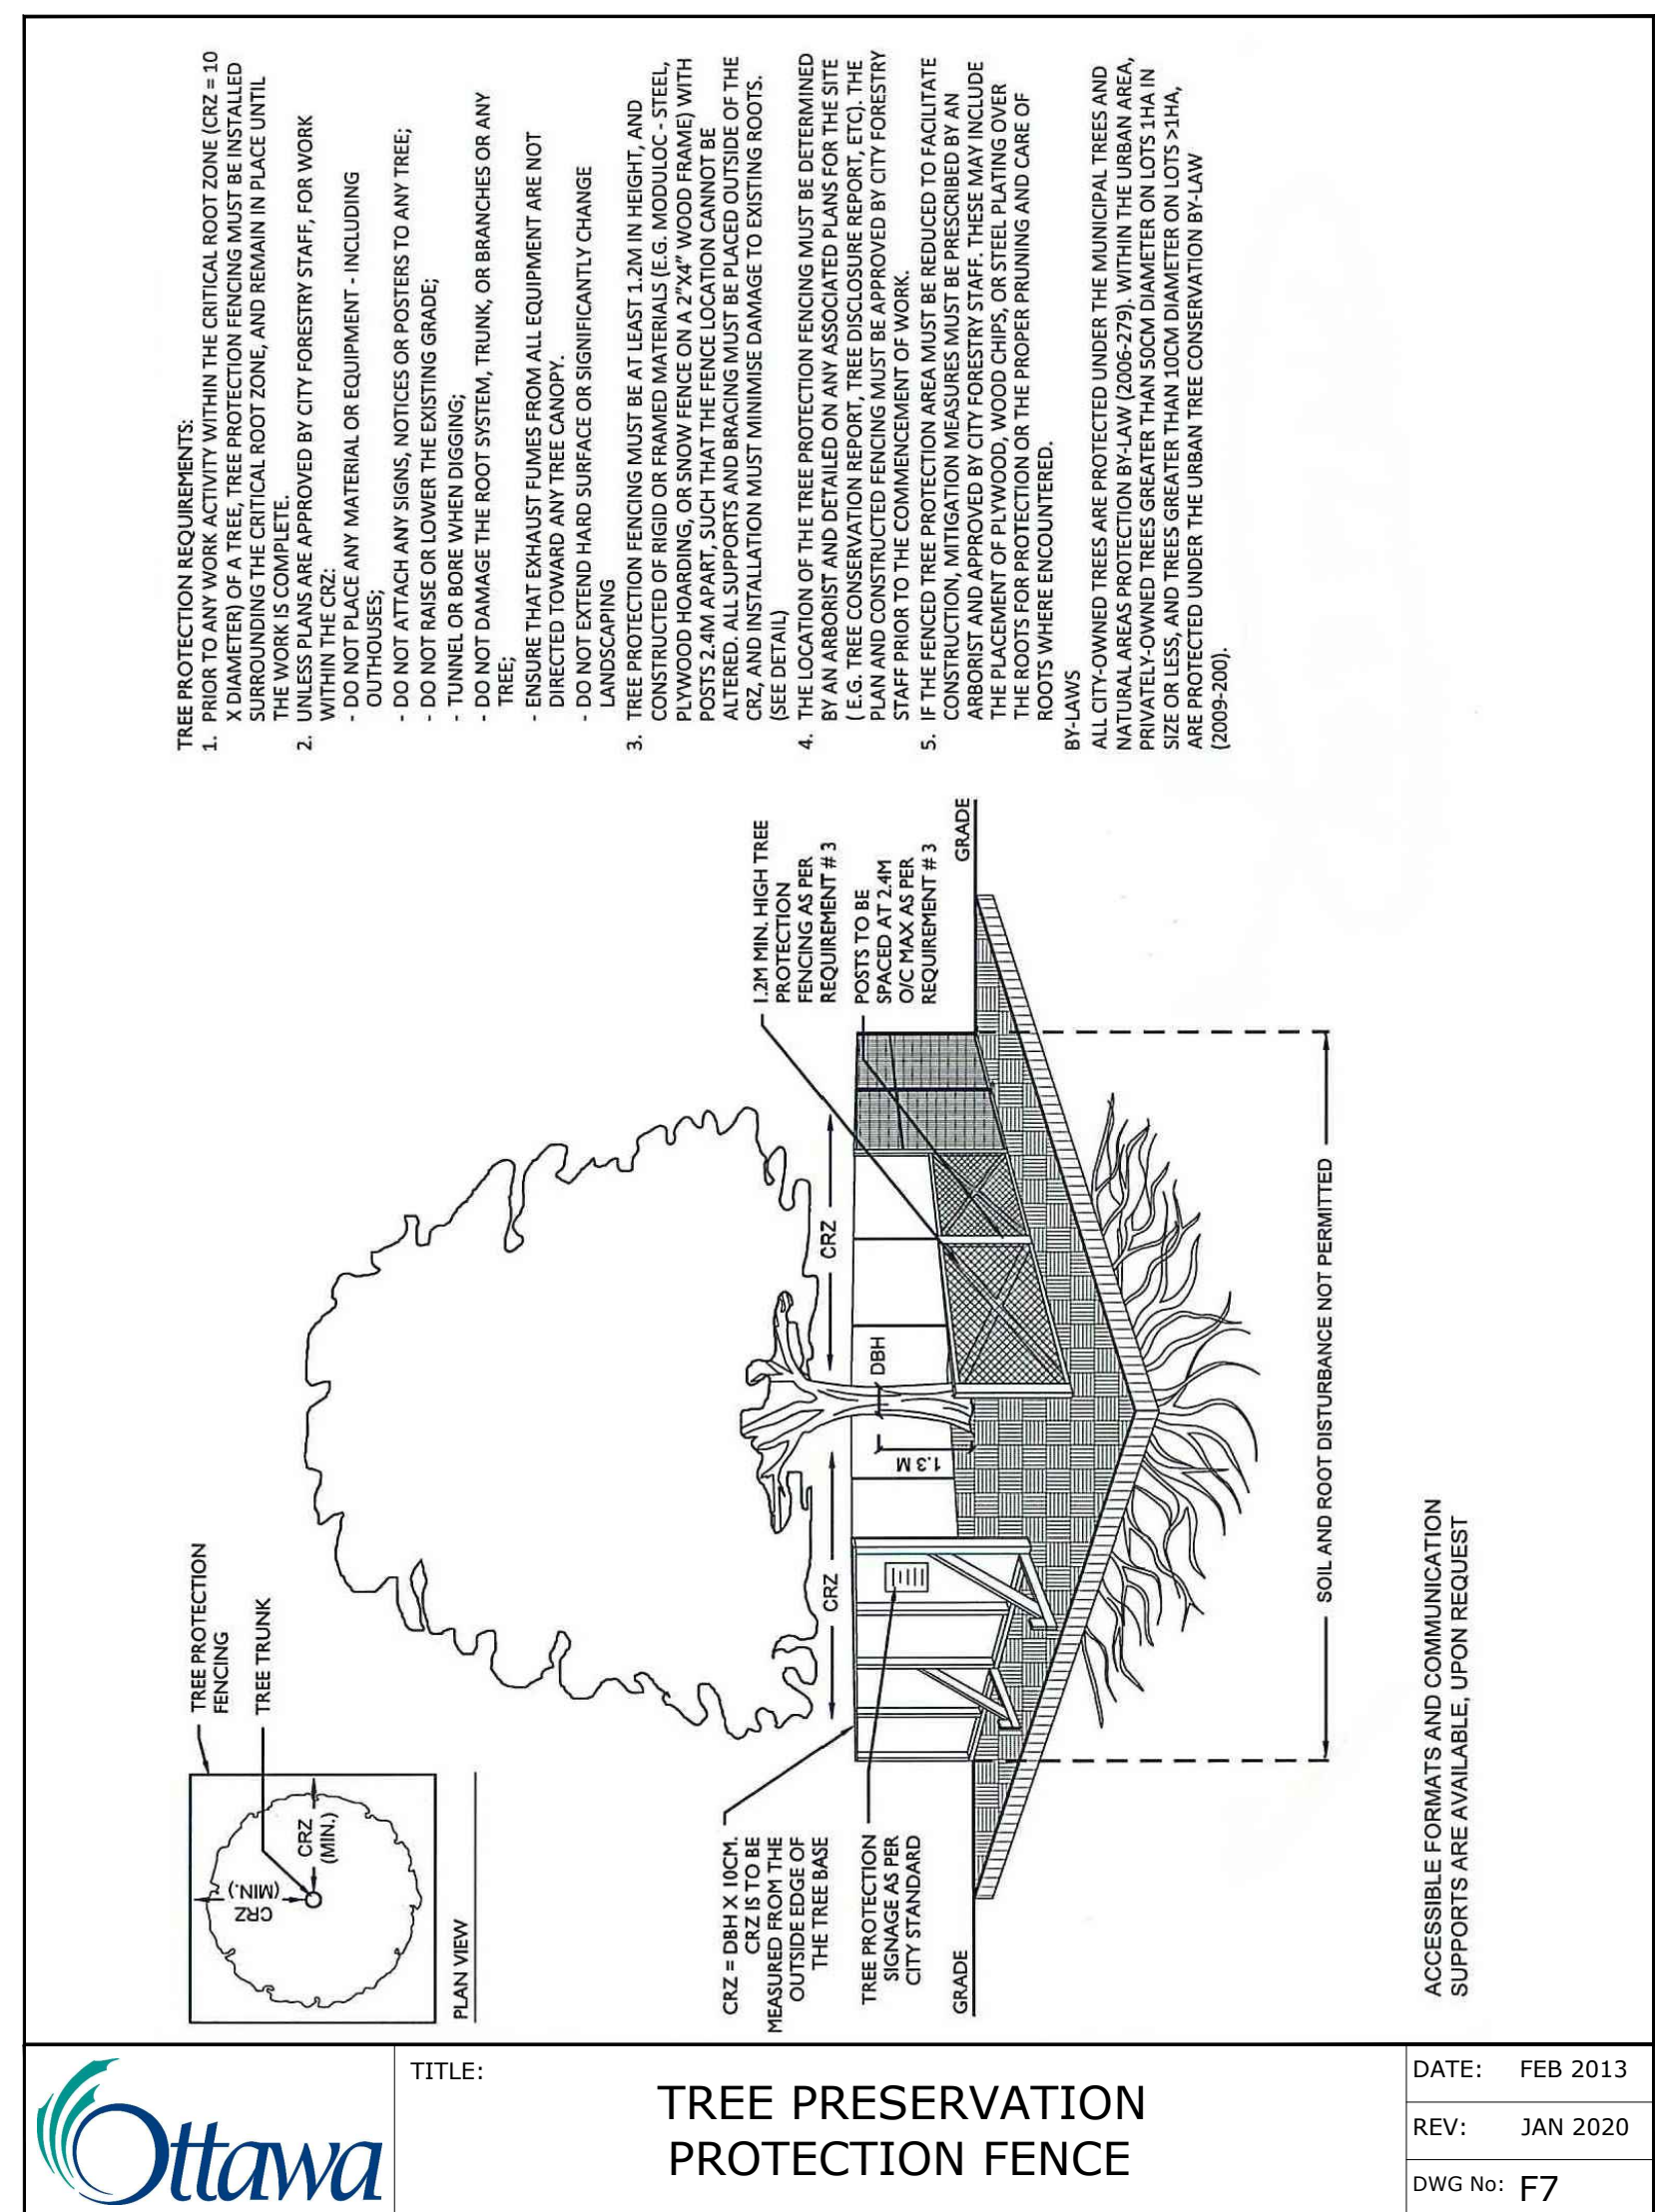 TREE PROTECTION REQUIREMENTS:
1. PRIOR TO ANY WORK ACTIVITY WITHIN THE CRITICAL ROOT ZONE (CRZ = 10
X DIAMETER) OF A TREE, TREE PROTECTION FENCING MUST BE INSTALLED
SURROUNDING THE CRITICAL ROOT ZONE, AND REMAIN IN PLACE UNTIL
THE WORK IS COMPLETE.
2. UNLESS PLANS ARE APPROVED BY CITY FORESTRY STAFF, FOR WORK
WITHIN THE CRZ:
- DO NOT PLACE ANY MATERIAL OR EQUIPMENT - INCLUDING
OUTHOUSES;
- DO NOT ATTACH ANY SIGNS, NOTICES OR POSTERS TO ANY TREE;
- DO NOT RAISE OR LOWER THE EXISTING GRADE;
- TUNNEL OR BORE WHEN DIGGING;
- DO NOT DAMAGE THE ROOT SYSTEM, TRUNK, OR BRANCHES OR ANY
TREE;
- ENSURE THAT EXHAUST FUMES FROM ALL EQUIPMENT ARE NOT
DIRECTED TOWARD ANY TREE CANOPY.
- DO NOT EXTEND HARD SURFACE OR SIGNIFICANTLY CHANGE
LANDSCAPING
3. TREE PROTECTION FENCING MUST BE AT LEAST 1.2M IN HEIGHT, AND
CONSTRUCTED OF RIGID OR FRAMED MATERIALS (E.G. MODULOC - STEEL,
PLYWOOD HOARDING, OR SNOW FENCE ON A 2"X4" WOOD FRAME) WITH
POSTS 2.4M APART, SUCH THAT THE FENCE LOCATION CANNOT BE
ALTERED. ALL SUPPORTS AND BRACING MUST BE PLACED OUTSIDE OF THE
CRZ, AND INSTALLATION MUST MINIMISE DAMAGE TO EXISTING ROOTS.
(SEE DETAIL)
4. THE LOCATION OF THE TREE PROTECTION FENCING MUST BE DETERMINED
BY AN ARBORIST AND DETAILED ON ANY ASSOCIATED PLANS FOR THE SITE
( E.G. TREE CONSERVATION REPORT, TREE DISCLOSURE REPORT, ETC). THE
PLAN AND CONSTRUCTED FENCING MUST BE APPROVED BY CITY FORESTRY
STAFF PRIOR TO THE COMMENCEMENT OF WORK.
5. IF THE FENCED TREE PROTECTION AREA MUST BE REDUCED TO FACILITATE
CONSTRUCTION, MITIGATION MEASURES MUST BE PRESCRIBED BY AN
ARBORIST AND APPROVED BY CITY FORESTRY STAFF. THESE MAY INCLUDE
THE PLACEMENT OF PLYWOOD, WOOD CHIPS, OR STEEL PLATING OVER
THE ROOTS FOR PROTECTION OR THE PROPER PRUNING AND CARE OF
ROOTS WHERE ENCOUNTERED.
BY-LAWS
ALL CITY-OWNED TREES ARE PROTECTED UNDER THE MUNICIPAL TREES AND
NATURAL AREAS PROTECTION BY-LAW (2006-279). WITHIN THE URBAN AREA,
PRIVATELY-OWNED TREES GREATER THAN 50CM DIAMETER ON LOTS 1HA IN
SIZE OR LESS, AND TREES GREATER THAN 10CM DIAMETER ON LOTS >1HA,
ARE PROTECTED UNDER THE URBAN TREE CONSERVATION BY-LAW
(2009-200).
TREE PROTECTION
FENCING
TREE TRUNK
CRZ
(MIN.)
CRZ
(MIN.)
PLAN VIEW
1.2M MIN. HIGH TREE
PROTECTION
FENCING AS PER
REQUIREMENT # 3
POSTS TO BE
SPACED AT 2.4M
O/C MAX AS PER
REQUIREMENT # 3
GRADE
CRZ
CRZ
DBH
1.3 M
CRZ = DBH X 10CM.
CRZ IS TO BE
MEASURED FROM THE
OUTSIDE EDGE OF
THE TREE BASE
TREE PROTECTION
SIGNAGE AS PER
CITY STANDARD
GRADE
SOIL AND ROOT DISTURBANCE NOT PERMITTED
ACCESSIBLE FORMATS AND COMMUNICATION
SUPPORTS ARE AVAILABLE, UPON REQUEST
Ottawa
TITLE:
TREE PRESERVATION
PROTECTION FENCE
DATE: FEB 2013
REV: JAN 2020
DWG No: F7